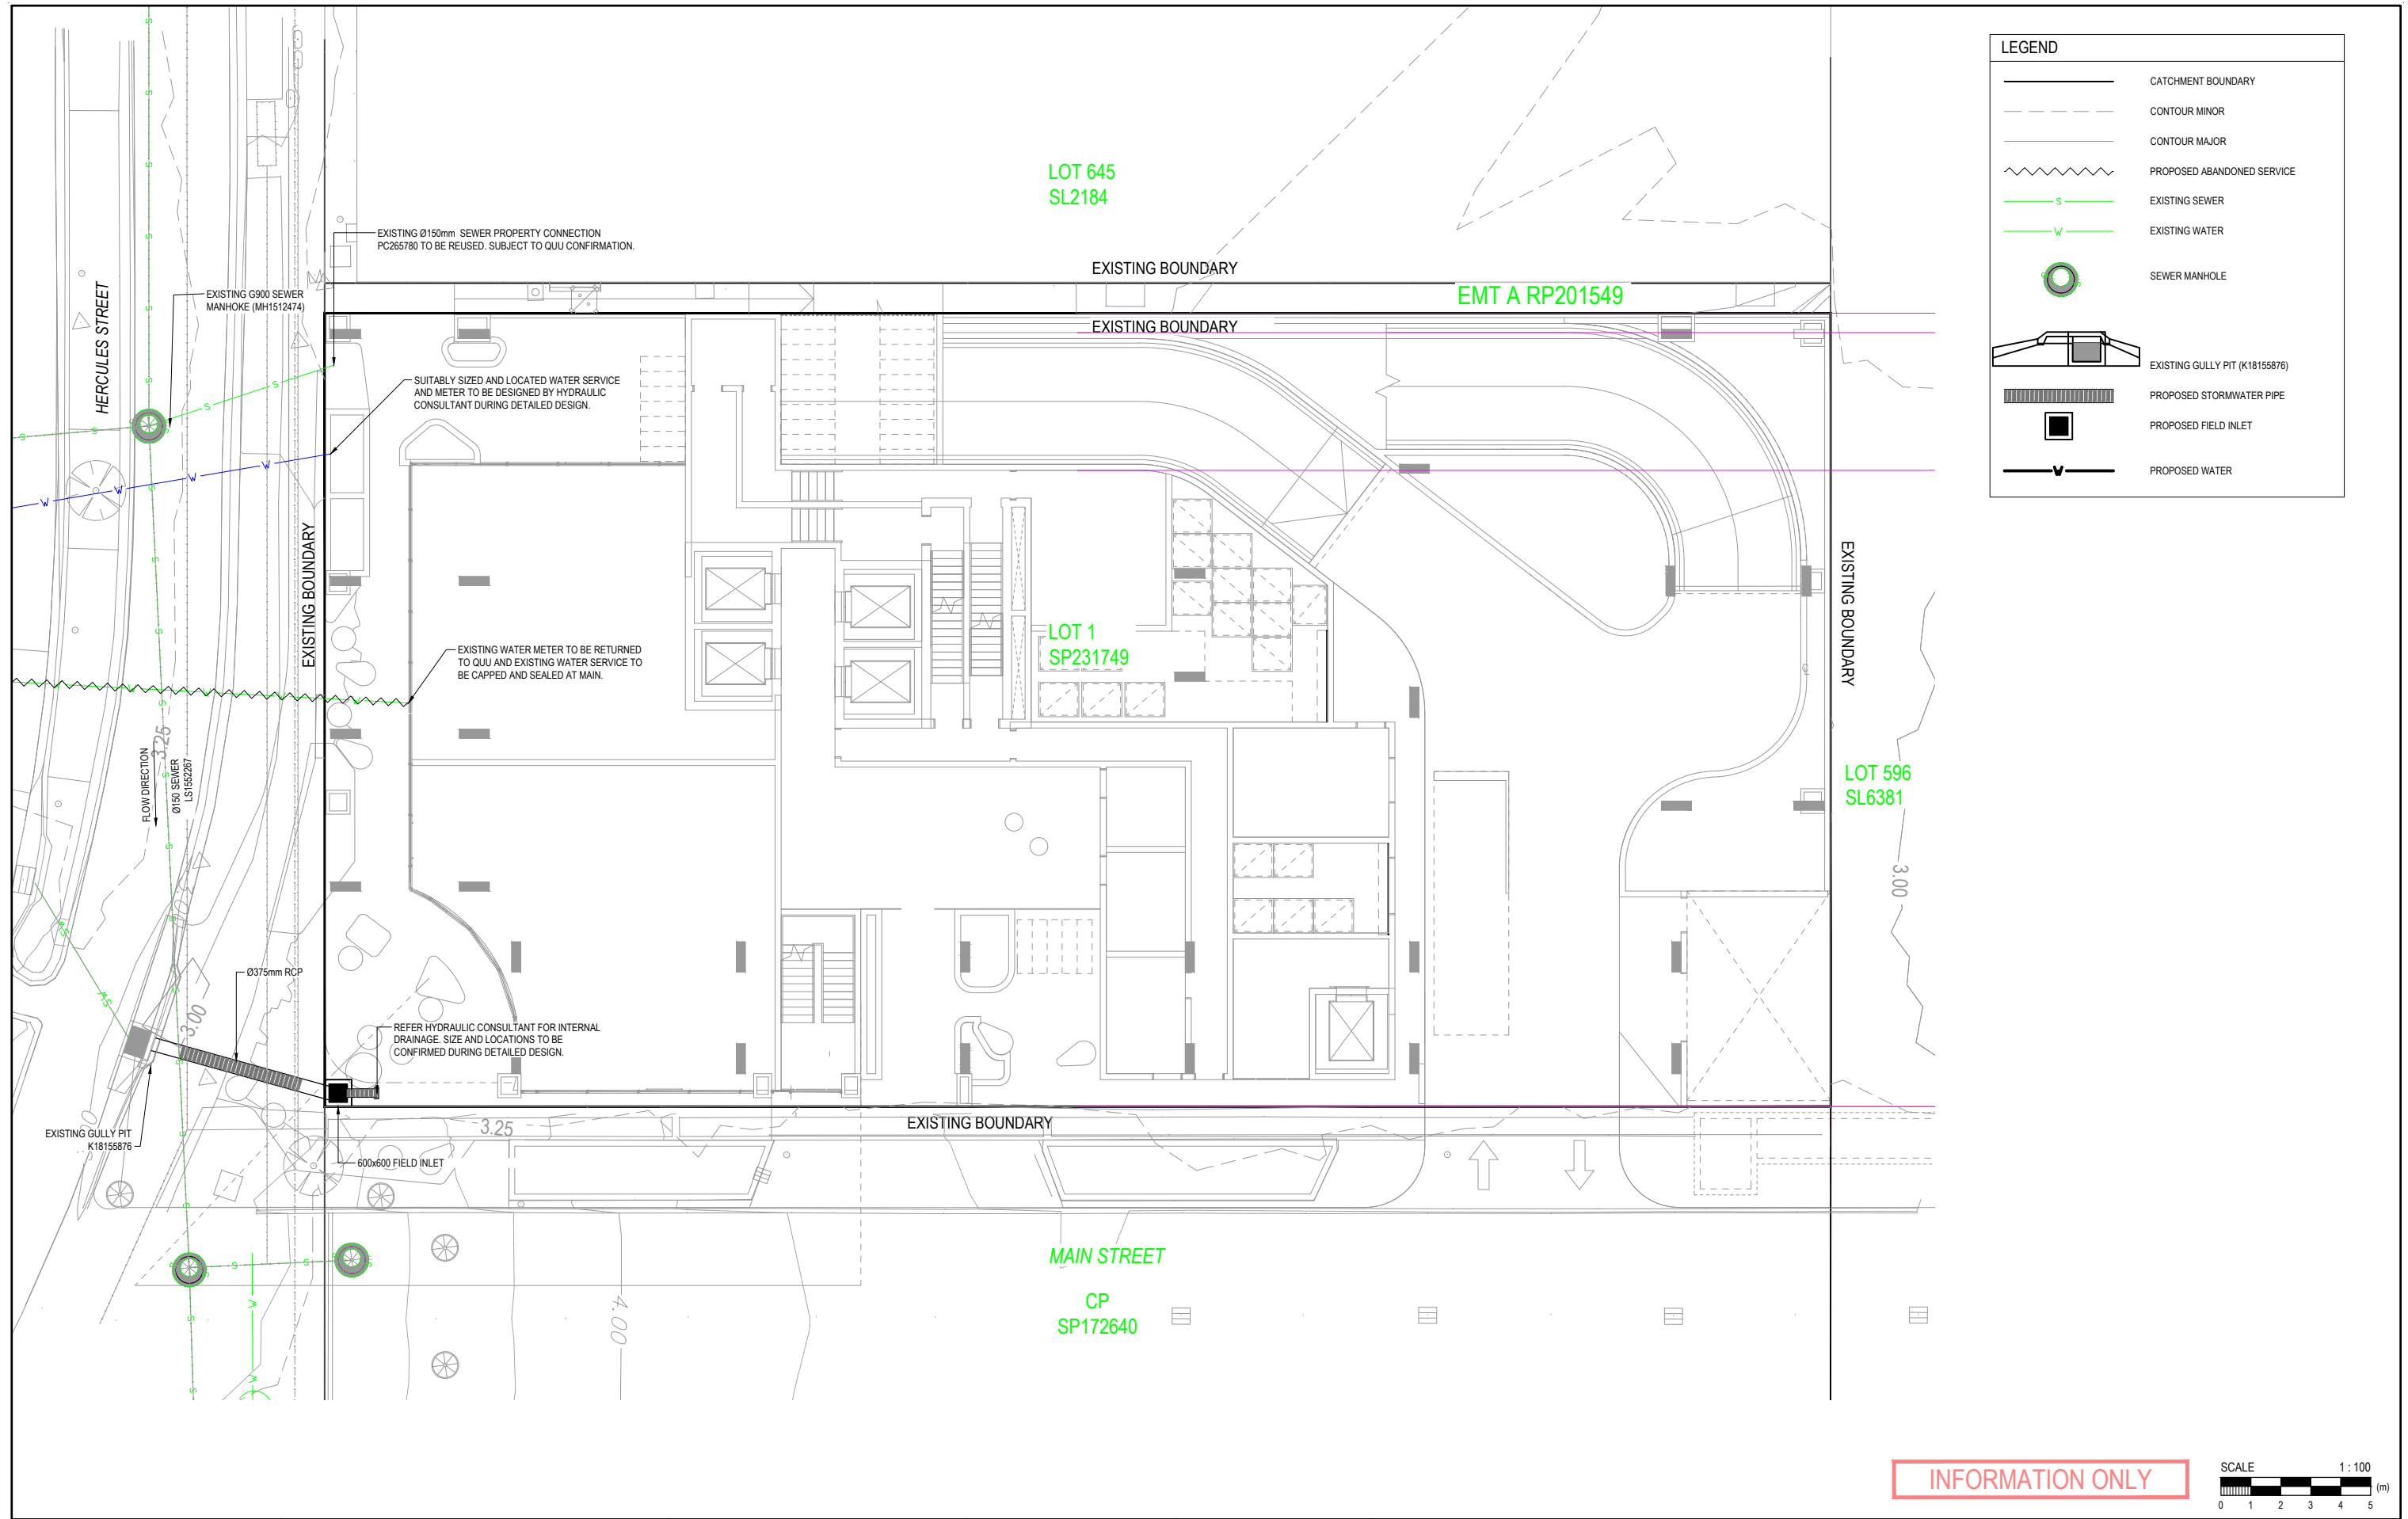 LEGEND
CATCHMENT BOUNDARY
CONTOUR MINOR
CONTOUR MAJOR
PROPOSED ABANDONED SERVICE
S
EXISTING SEWER
W
EXISTING WATER
SEWER MANHOLE
EXISTING GULLY PIT (K18155876)
PROPOSED STORMWATER PIPE
PROPOSED FIELD INLET
PROPOSED WATER
LOT 645
SL2184
EXISTING Ø150mm SEWER PROPERTY CONNECTION
PC265780 TO BE REUSED. SUBJECT TO QUU CONFIRMATION.
EXISTING BOUNDARY
EMT A RP201549
EXISTING BOUNDARY
HERCULES STREET
EXISTING G900 SEWER
MANHOKE (MH1512474)
SUITABLY SIZED AND LOCATED WATER SERVICE
AND METER TO BE DESIGNED BY HYDRAULIC
CONSULTANT DURING DETAILED DESIGN.
EXISTING BOUNDARY
EXISTING BOUNDARY
LOT 1
SP231749
EXISTING WATER METER TO BE RETURNED
TO QUU AND EXISTING WATER SERVICE TO
BE CAPPED AND SEALED AT MAIN.
3.25
FLOW DIRECTION
Ø150 SEWER
LS1552267
LOT 596
SL6381
3.00
Ø375mm RCP
3.00
REFER HYDRAULIC CONSULTANT FOR INTERNAL
DRAINAGE. SIZE AND LOCATIONS TO BE
CONFIRMED DURING DETAILED DESIGN.
EXISTING GULLY PIT
K18155876
3.25
EXISTING BOUNDARY
600x600 FIELD INLET
MAIN STREET
CP
SP172640
4.00
INFORMATION ONLY
SCALE 1 : 100
(m)
0 1 2 3 4 5